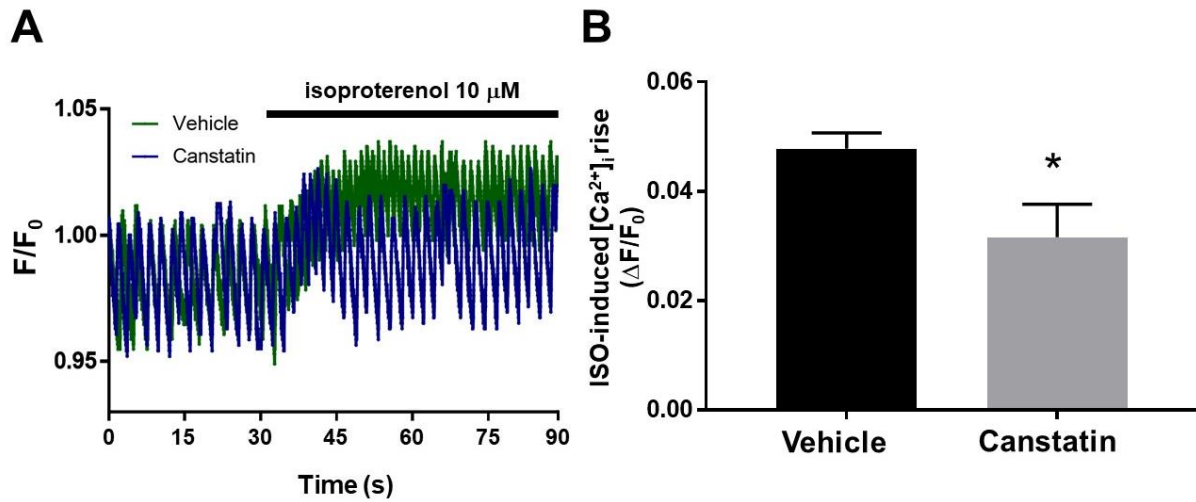 A
isoproterenol 10 μM
Vehicle
Canstatin
1.05
1.00
0.95
F/F₀
0 15 30 45 60 75 90
Time (s)
B
ISO-induced [Ca²⁺]ᵢ rise
(ΔF/F₀)
0.06
0.04
0.02
0.00
*
Vehicle Canstatin